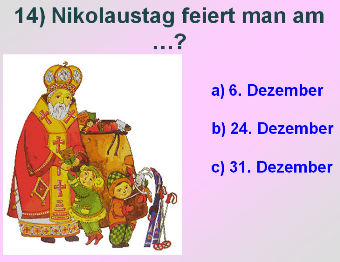 14) Nikolaustag feiert man am
...?
a) 6. Dezember
b) 24. Dezember
c) 31. Dezember